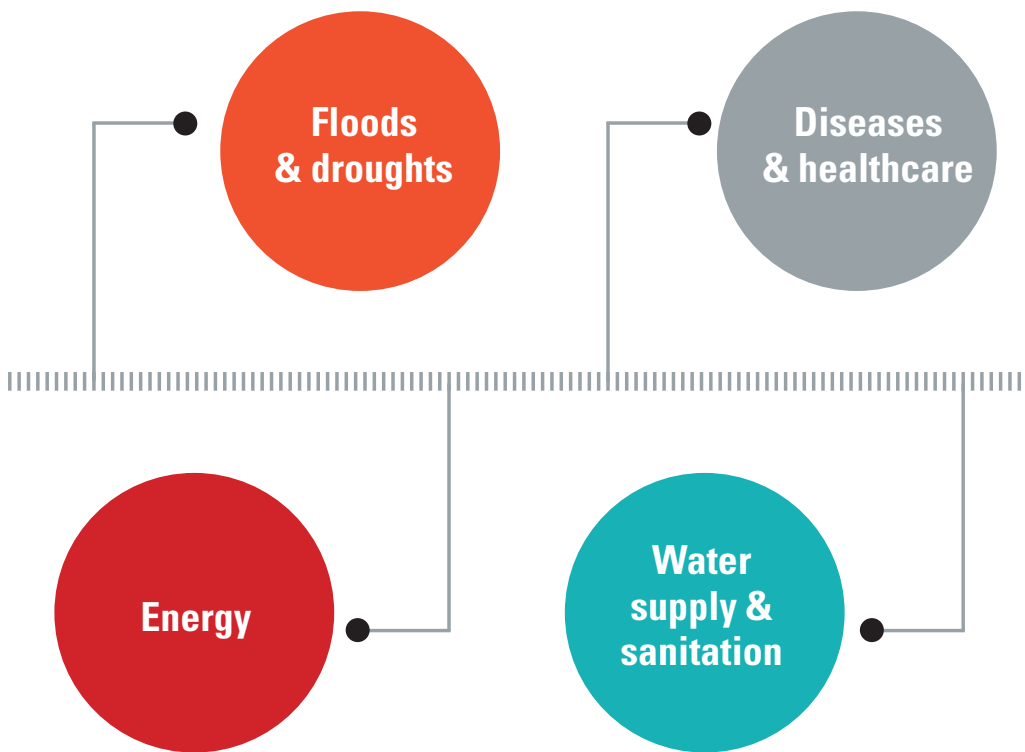 Floods
& droughts
Diseases
& healthcare
Energy
Water
supply &
sanitation